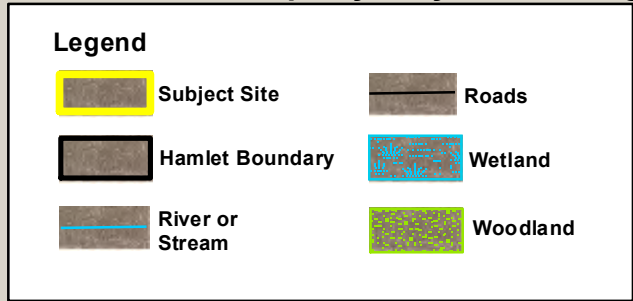 Legend
Subject Site
Roads
Hamlet Boundary
Wetland
River or
Stream
Woodland